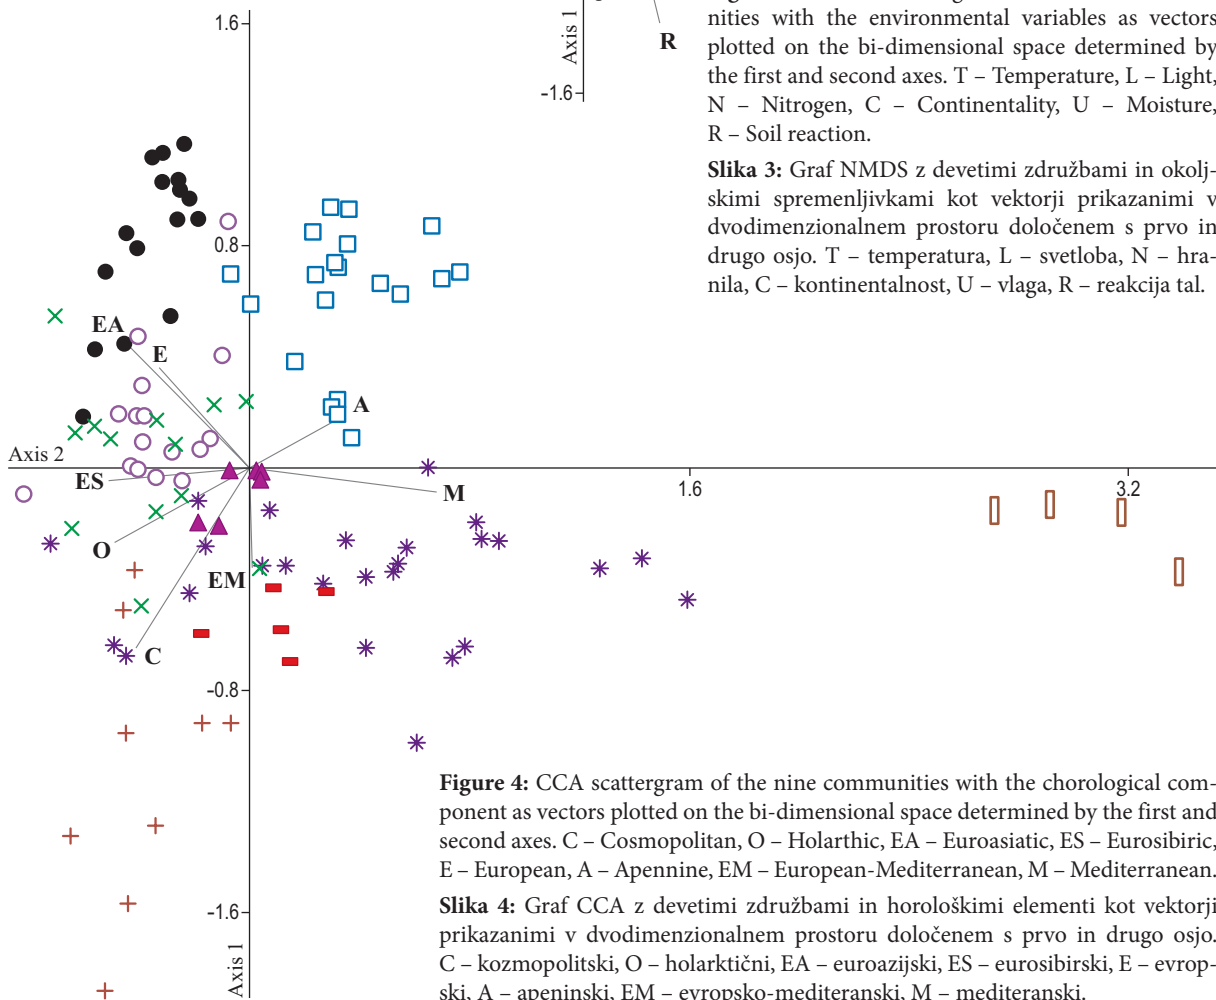 1.6
Axis 1
R
-1.6
nities with the environmental variables as vectors
plotted on the bi-dimensional space determined by
the first and second axes. T – Temperature, L – Light,
N – Nitrogen, C – Continentality, U – Moisture,
R – Soil reaction.
Slika 3: Graf NMDS z devetimi združbami in okolj-
skimi spremenljivkami kot vektorji prikazanimi v
dvodimenzionalnem prostoru določenem s prvo in
drugo osjo. T – temperatura, L – svetloba, N – hra-
nila, C – kontinentalnost, U – vlaga, R – reakcija tal.
0.8
EA
E
A
Axis 2
ES
M
1.6
3.2
O
EM
C
-0.8
-1.6
Axis 1
Figure 4: CCA scattergram of the nine communities with the chorological com-
ponent as vectors plotted on the bi-dimensional space determined by the first and
second axes. C – Cosmopolitan, O – Holarthic, EA – Euroasiatic, ES – Eurosibiric,
E – European, A – Apennine, EM – European-Mediterranean, M – Mediterranean.
Slika 4: Graf CCA z devetimi združbami in horološkimi elementi kot vektorji
prikazanimi v dvodimenzionalnem prostoru določenem s prvo in drugo osjo.
C – kozmopolitski, O – holarktični, EA – euroazijski, ES – eurosibirski, E – evrop-
ski, A – apeninski, EM – evropsko-mediteranski, M – mediteranski.